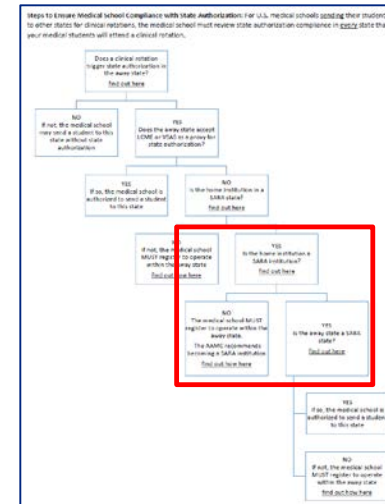 Steps to Ensure Medical School Compliance with State Authorization: For U.S. medical schools sending their students
to other states for clinical rotations, the medical school must review state authorization compliance in every state that
your medical students will attend a clinical rotation.
Does a clinical rotation
trigger state authorization in
the away state?
find out here
NO
If not, the medical school
may send a student to this
state without state
authorization
YES
Does the away state accept
LCME or VSAS as a proxy for
state authorization?
YES
If so, the medical school is
authorized to send a student
to this state
NO
Is the home institution in a
SARA state?
find out here
NO
If not, the medical school
MUST register to operate
within the away state
find out how here
YES
Is the home institution a
SARA institution?
find out here
NO
The medical school MUST
register to operate within the
away state.
The AAMC recommends
becoming a SARA institution
find out how here
YES
Is the away state a SARA
state?
find out here
YES
If so, the medical school is
authorized to send a student
to this state
NO
If not, the medical school
MUST register to operate
within the away state
find out how here